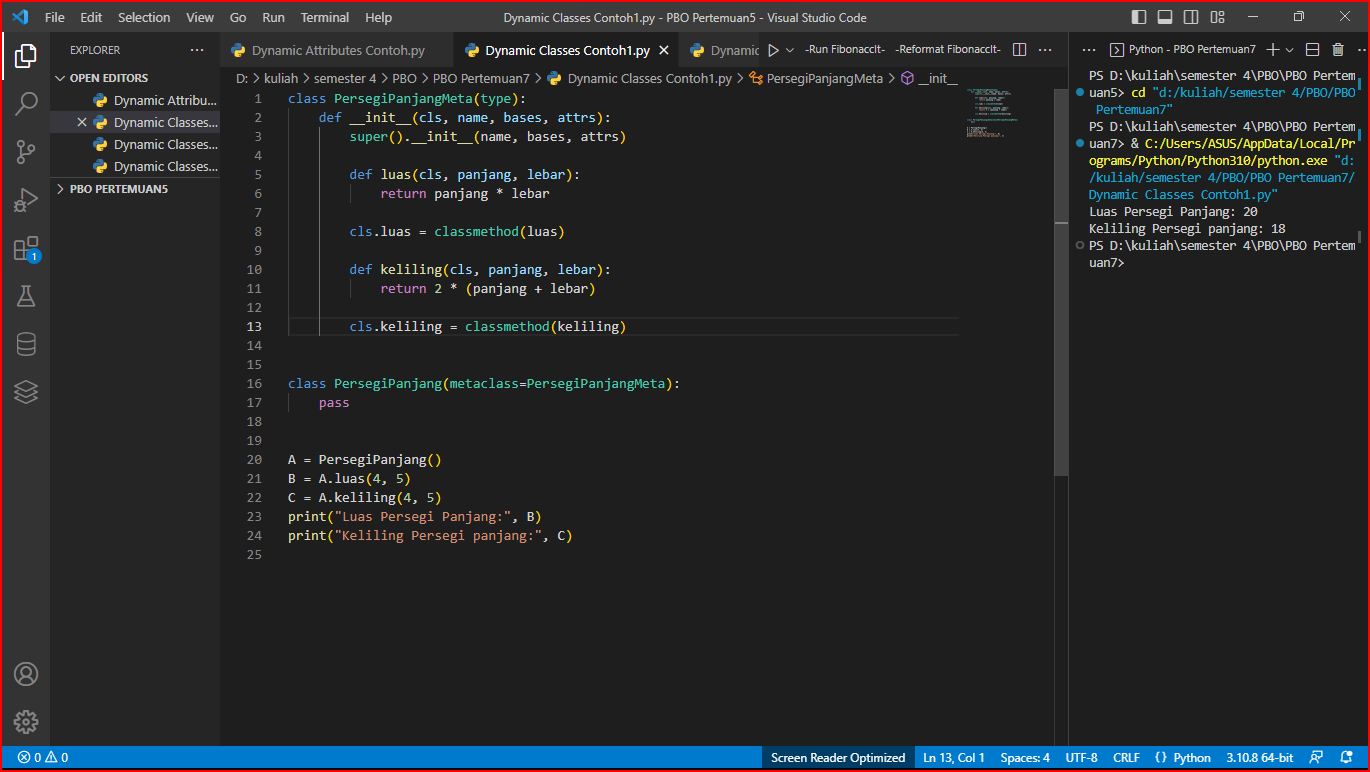 File Edit Selection View Go Run Terminal Help
Dynamic Classes Contoh1.py - PBO Pertemuan5 - Visual Studio Code
EXPLORER
OPEN EDITORS
Dynamic Attribu...
Dynamic Classes...
Dynamic Classes...
Dynamic Classes...
PBO PERTEMUAN5
1
Dynamic Attributes Contoh.py
Dynamic Classes Contoh1.py
Dynamic
-Run Fibonaccit- -Reformat Fibonaccit-
D: > kuliah > semester 4 > PBO > PBO Pertemuan7 > Dynamic Classes Contoh1.py > PersegiPanjangMeta > __init__
1 class PersegiPanjangMeta(type):
2     def __init__(cls, name, bases, attrs):
3         super().__init__(name, bases, attrs)
4
5         def luas(cls, panjang, lebar):
6             return panjang * lebar
7
8         cls.luas = classmethod(luas)
9
10         def keliling(cls, panjang, lebar):
11             return 2 * (panjang + lebar)
12
13         cls.keliling = classmethod(keliling)
14
15
16 class PersegiPanjang(metaclass=PersegiPanjangMeta):
17     pass
18
19
20 A = PersegiPanjang()
21 B = A.luas(4, 5)
22 C = A.keliling(4, 5)
23 print("Luas Persegi Panjang:", B)
24 print("Keliling Persegi panjang:", C)
25
Python - PBO Pertemuan7
PS D:\kuliah\semester 4\PBO\PBO Pertem
uan5> cd "d:/kuliah/semester 4/PBO/PBO
Pertemuan7"
PS D:\kuliah\semester 4\PBO\PBO Pertem
uan7> & C:/Users/ASUS/AppData/Local/Pr
ograms/Python/Python310/python.exe "d:
/kuliah/semester 4/PBO/PBO Pertemuan7/
Dynamic Classes Contoh1.py"
Luas Persegi Panjang: 20
Keliling Persegi panjang: 18
PS D:\kuliah\semester 4\PBO\PBO Pertem
uan7>
0 0
Screen Reader Optimized Ln 13, Col 1 Spaces: 4 UTF-8 CRLF {} Python 3.10.8 64-bit